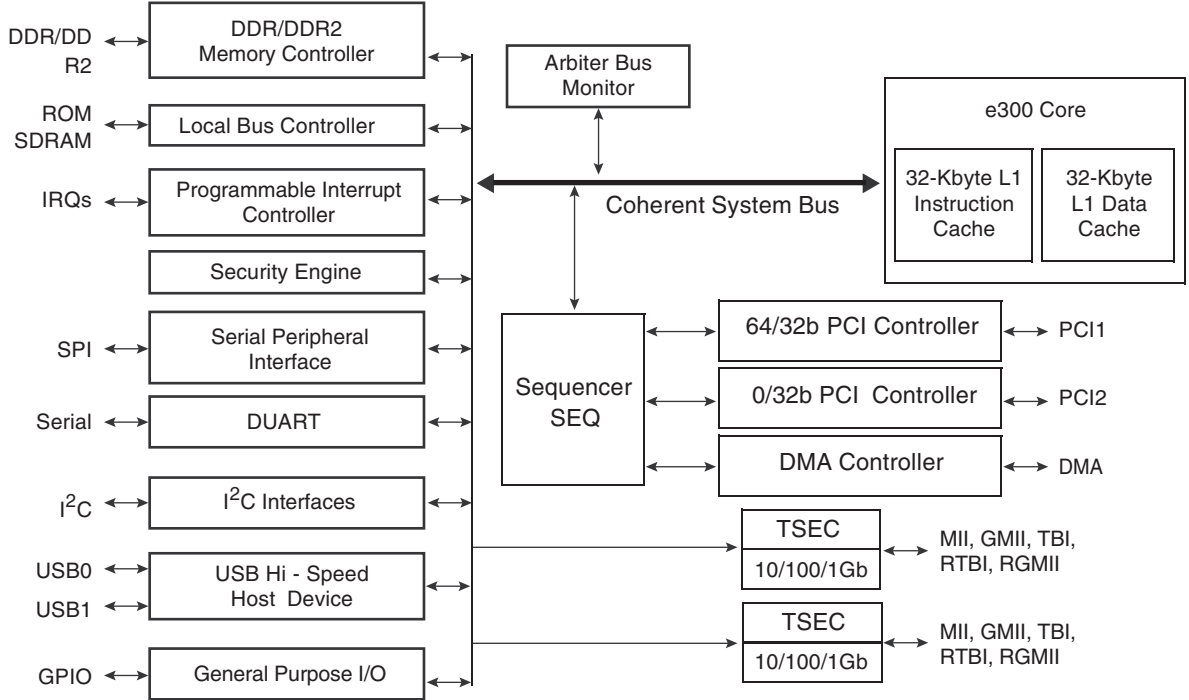 DDR/DD
R2
DDR/DDR2
Memory Controller
ROM
SDRAM
Local Bus Controller
IRQs
Programmable Interrupt
Controller
Security Engine
SPI
Serial Peripheral
Interface
Serial
DUART
I²C
I²C Interfaces
USB0
USB1
USB Hi - Speed
Host Device
GPIO
General Purpose I/O
Arbiter Bus
Monitor
Coherent System Bus
e300 Core
32-Kbyte L1
Instruction
Cache
32-Kbyte
L1 Data
Cache
Sequencer
SEQ
64/32b PCI Controller
PCI1
0/32b PCI Controller
PCI2
DMA Controller
DMA
TSEC
10/100/1Gb
MII, GMII, TBI,
RTBI, RGMII
TSEC
10/100/1Gb
MII, GMII, TBI,
RTBI, RGMII